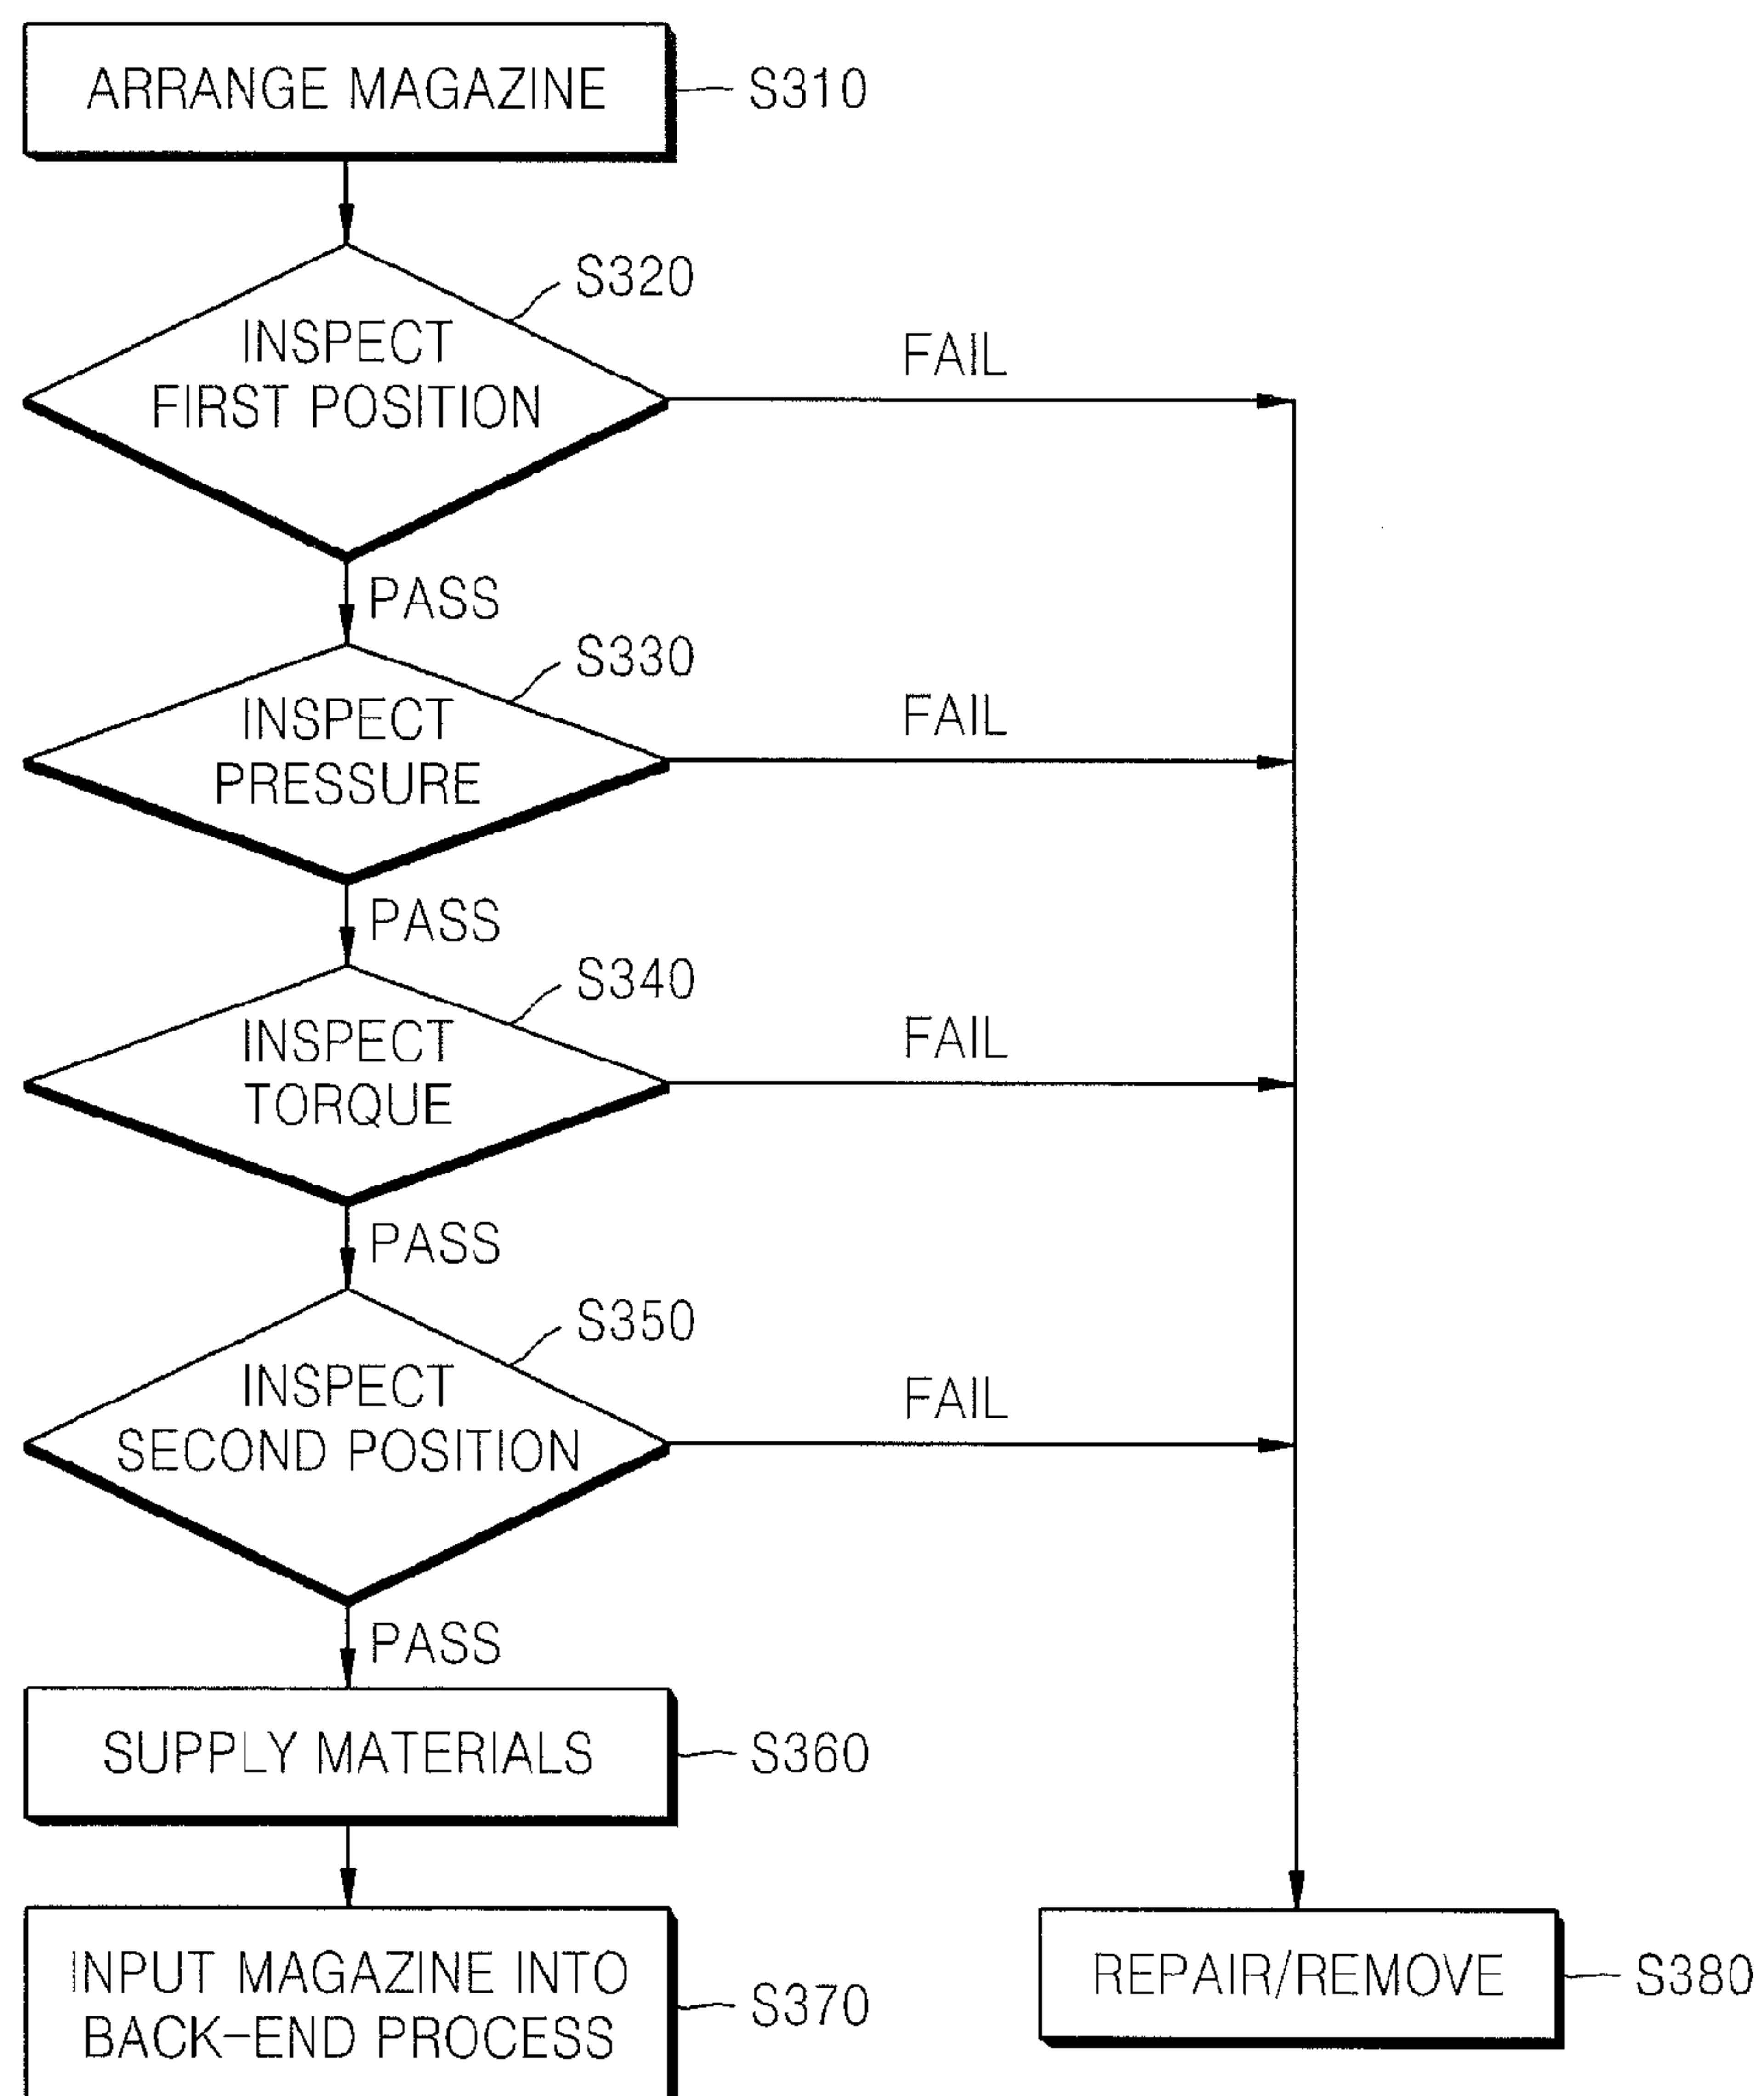 ARRANGE MAGAZINE
S310
S320
INSPECT
FIRST POSITION
FAIL
PASS
S330
INSPECT
PRESSURE
FAIL
PASS
S340
INSPECT
TORQUE
FAIL
PASS
S350
INSPECT
SECOND POSITION
FAIL
PASS
SUPPLY MATERIALS
S360
INPUT MAGAZINE INTO
BACK-END PROCESS
S370
REPAIR/REMOVE
S380